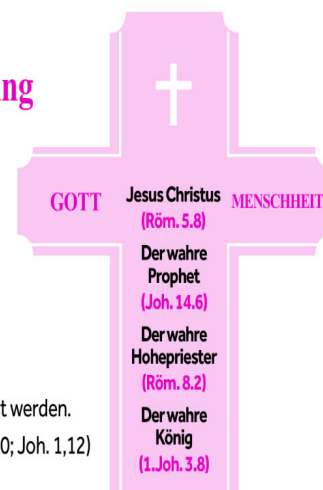 ng
GOTT
Jesus Christus
MENSCHHEIT
(Röm. 5.8)
Der wahre
Prophet
(Joh. 14.6)
Der wahre
Hohepriester
(Röm. 8.2)
t werden.
Der wahre
König
0; Joh. 1,12)
(1.Joh. 3.8)